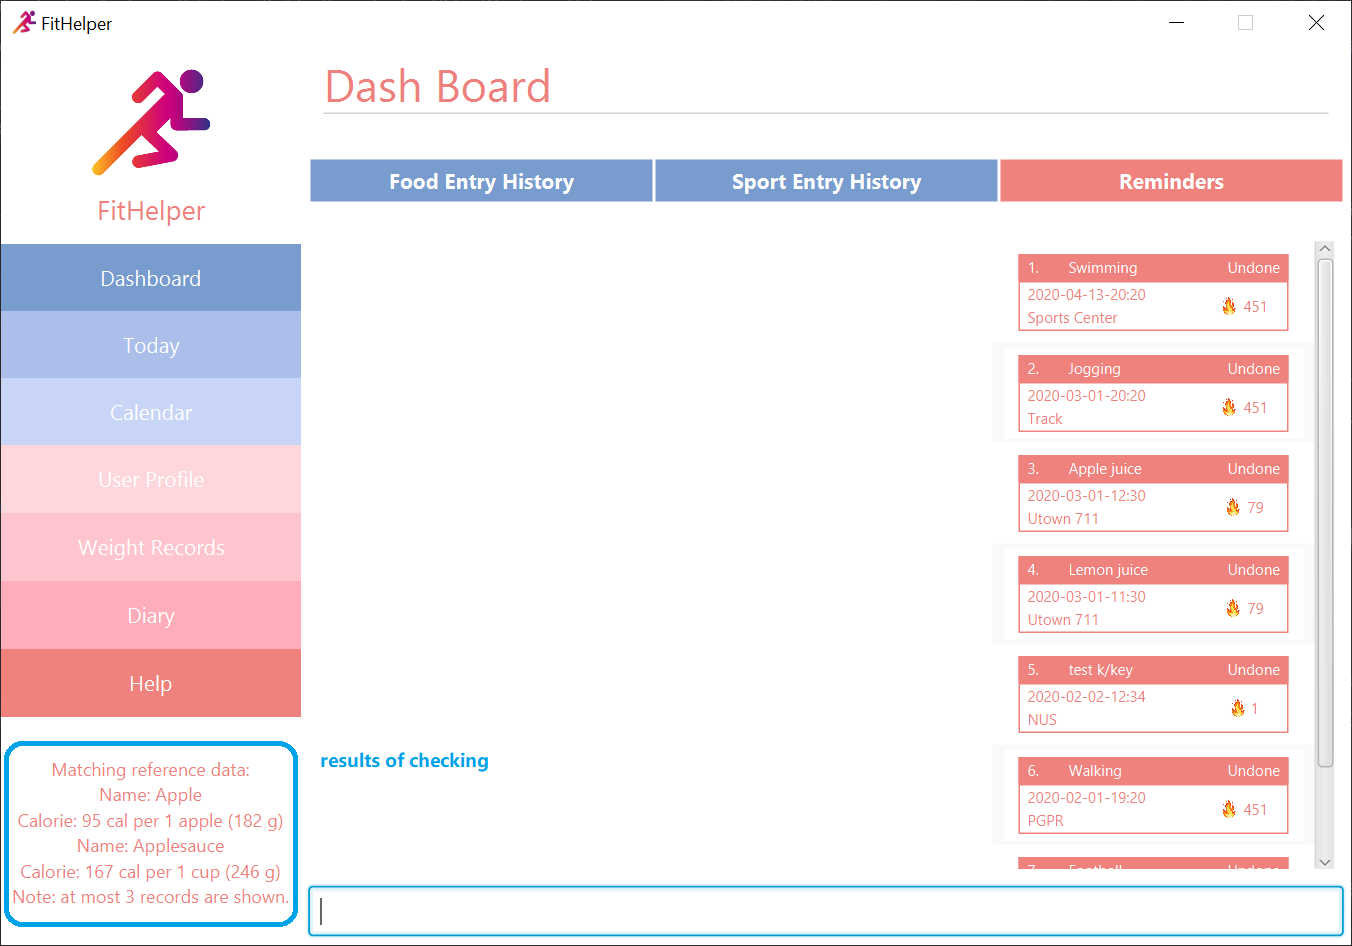 FitHelper
FitHelper
Dashboard
Today
Calendar
User Profile
Weight Records
Diary
Help
Matching reference data:
Name: Apple
Calorie: 95 cal per 1 apple (182 g)
Name: Applesauce
Calorie: 167 cal per 1 cup (246 g)
Note: at most 3 records are shown.
Dash Board
Food Entry History
Sport Entry History
Reminders
1. Swimming Undone
2020-04-13-20:20
451
Sports Center
2. Jogging Undone
2020-03-01-20:20
451
Track
3. Apple juice Undone
2020-03-01-12:30
79
Utown 711
4. Lemon juice Undone
2020-03-01-11:30
79
Utown 711
5. test k/key Undone
2020-02-02-12:34
1
NUS
6. Walking Undone
2020-02-01-19:20
451
PGPR
7. Football Undone
results of checking